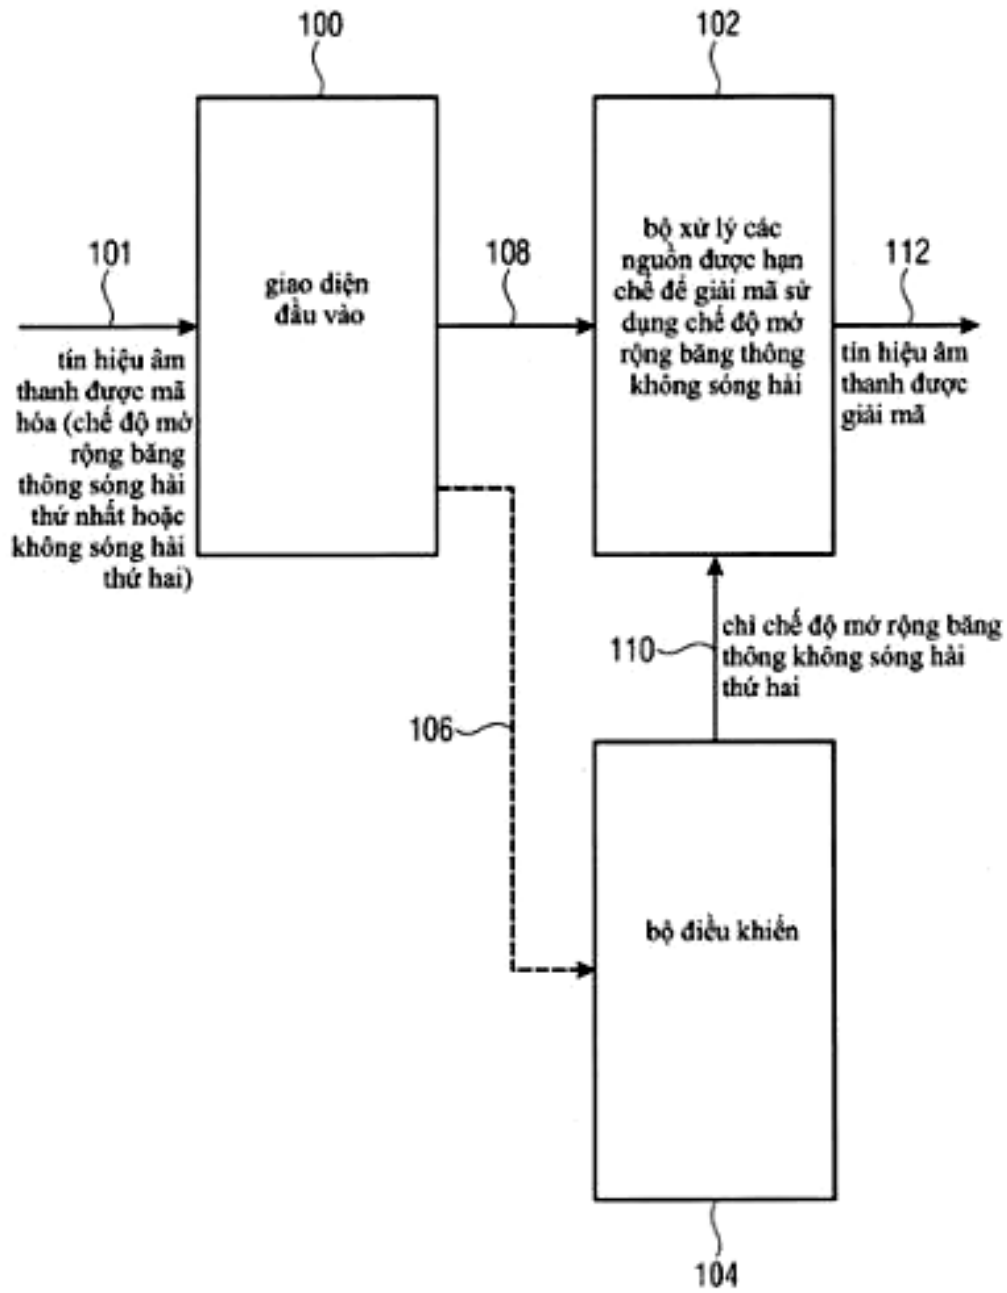 100
102
101
108
112
giao diện
đầu vào
bộ xử lý các
nguồn được hạn
chế để giải mã sử
dụng chế độ mở
rộng băng thông
không sóng hài
tín hiệu âm
thanh được mã
hóa (chế độ mở
rộng băng
thông sóng hài
thứ nhất hoặc
không sóng hài
thứ hai)
tín hiệu âm
thanh được
giải mã
110
chỉ chế độ mở rộng băng
thông không sóng hài
thứ hai
106
bộ điều khiển
104